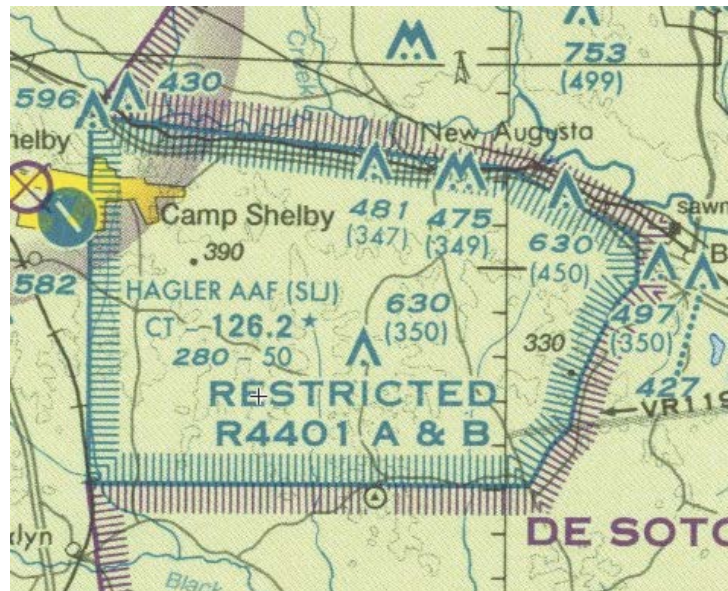 430
596
753
(499)
Creek
helby
New Augusta
481
(347)
475
(349)
Camp Shelby
630
(450)
sawm
B
390
582
HAGLER AAF (SLJ)
CT - 126.2 *
280 - 50
630
(350)
497
(350)
330
427
RESTRICTED
R4401 A & B
VR119
DE SOTO
klyn
Black